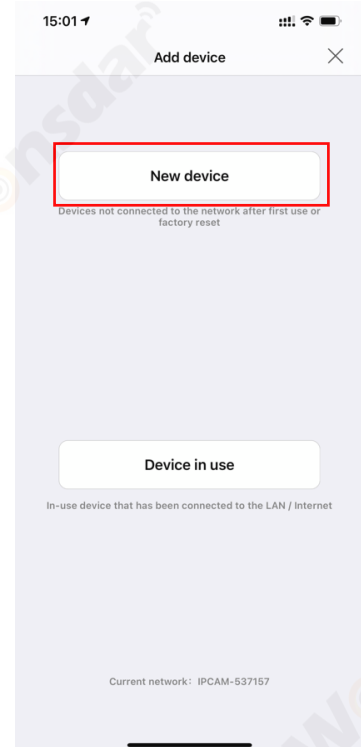 15:01
Add device
New device
Devices not connected to the network after first use or
factory reset
Device in use
In-use device that has been connected to the LAN / Internet
Current network: IPCAM-537157